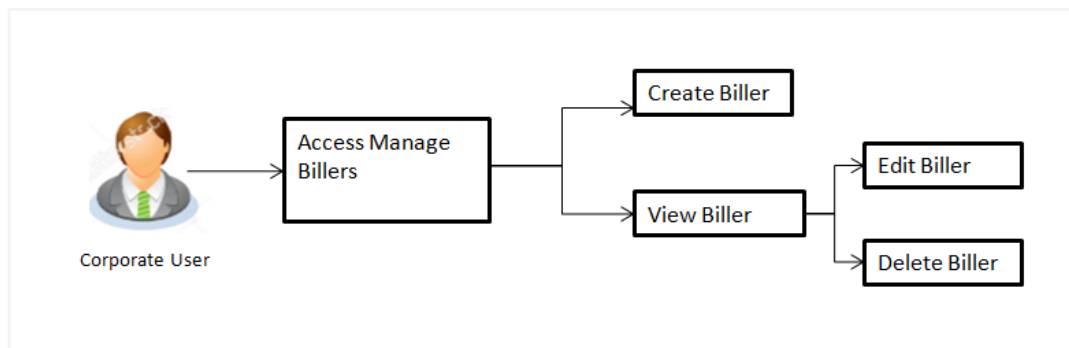 Create Biller
Access Manage
Billers
Edit Biller
View Biller
Corporate User
Delete Biller